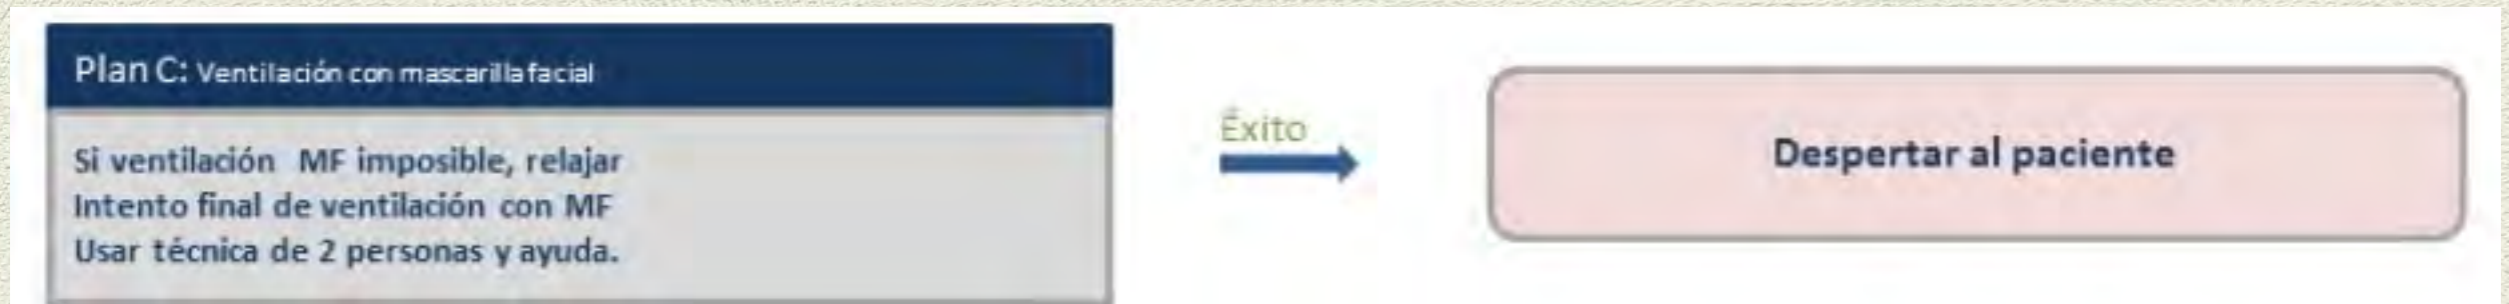 Plan C: Ventilación con mascarilla facial
Si ventilación MF imposible, relajar
Intento final de ventilación con MF
Usar técnica de 2 personas y ayuda.
Éxito
Despertar al paciente